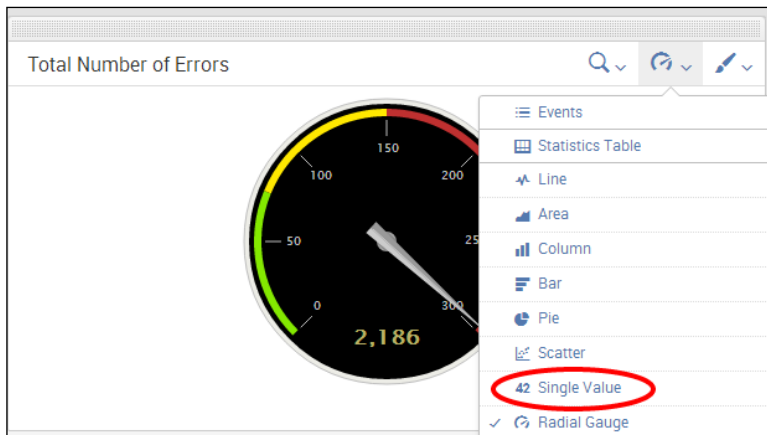 Total Number of Errors
Events
Statistics Table
Line
Area
Column
Bar
Pie
Scatter
42 Single Value
Radial Gauge
150
100
200
50
25
0
300
2,186